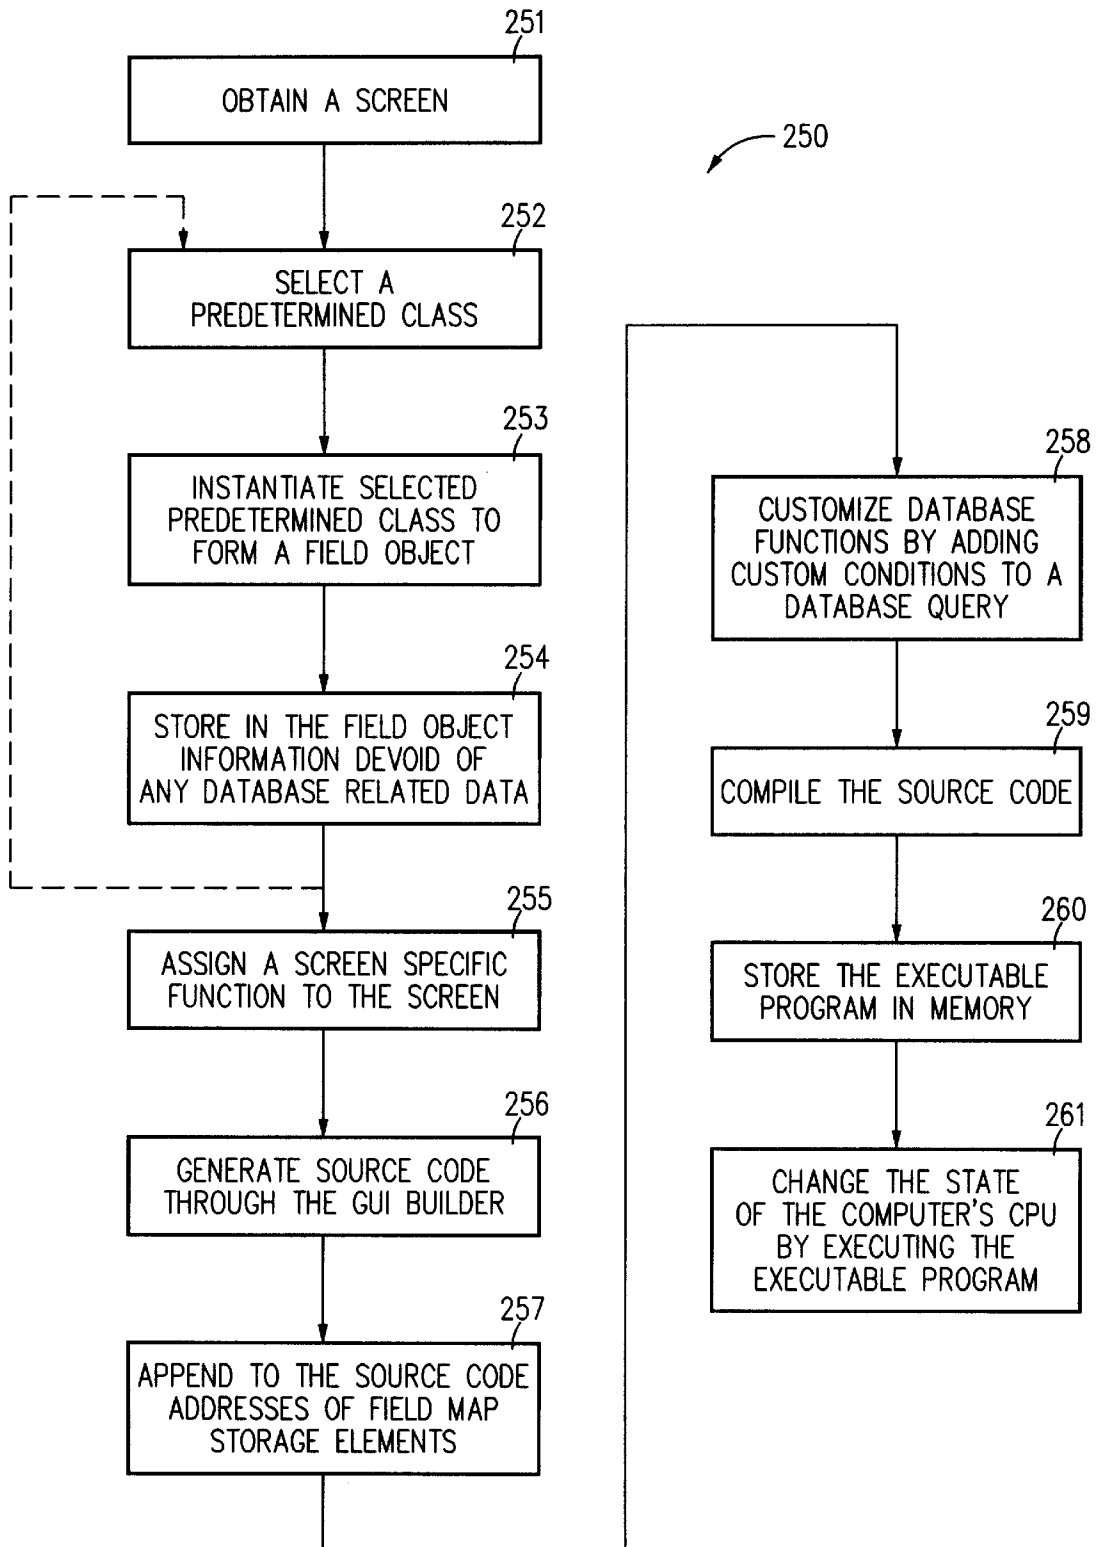 251
OBTAIN A SCREEN
250
252
SELECT A
PREDETERMINED CLASS
253
INSTANTIATE SELECTED
PREDETERMINED CLASS TO
FORM A FIELD OBJECT
254
STORE IN THE FIELD OBJECT
INFORMATION DEVOID OF
ANY DATABASE RELATED DATA
255
ASSIGN A SCREEN SPECIFIC
FUNCTION TO THE SCREEN
256
GENERATE SOURCE CODE
THROUGH THE GUI BUILDER
257
APPEND TO THE SOURCE CODE
ADDRESSES OF FIELD MAP
STORAGE ELEMENTS
258
CUSTOMIZE DATABASE
FUNCTIONS BY ADDING
CUSTOM CONDITIONS TO A
DATABASE QUERY
259
COMPILE THE SOURCE CODE
260
STORE THE EXECUTABLE
PROGRAM IN MEMORY
261
CHANGE THE STATE
OF THE COMPUTER'S CPU
BY EXECUTING THE
EXECUTABLE PROGRAM